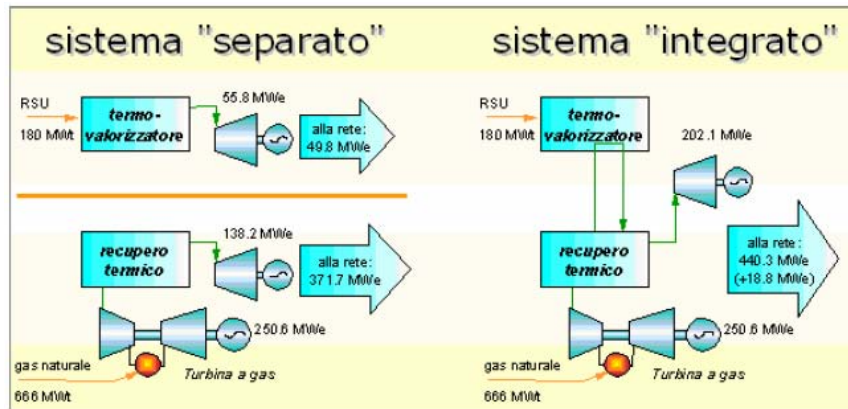 sistema "separato"
RSU
180 MWt
termo-
valorizzatore
55.8 MWe
alla rete:
49.8 MWe
recupero
termico
138.2 MWe
alla rete:
371.7 MWe
250.6 MWe
gas naturale
666 MWt
Turbina a gas
sistema "integrato"
RSU
180 MWt
termo-
valorizzatore
202.1 MWe
recupero
termico
alla rete:
440.3 MWe
(+18.8 MWe)
250.6 MWe
gas naturale
666 MWt
Turbina a gas